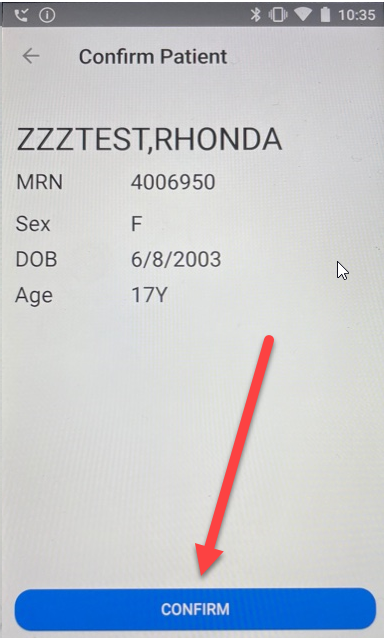 10:35
Confirm Patient
ZZZTEST,RHONDA
MRN 4006950
Sex F
DOB 6/8/2003
Age 17Y
CONFIRM